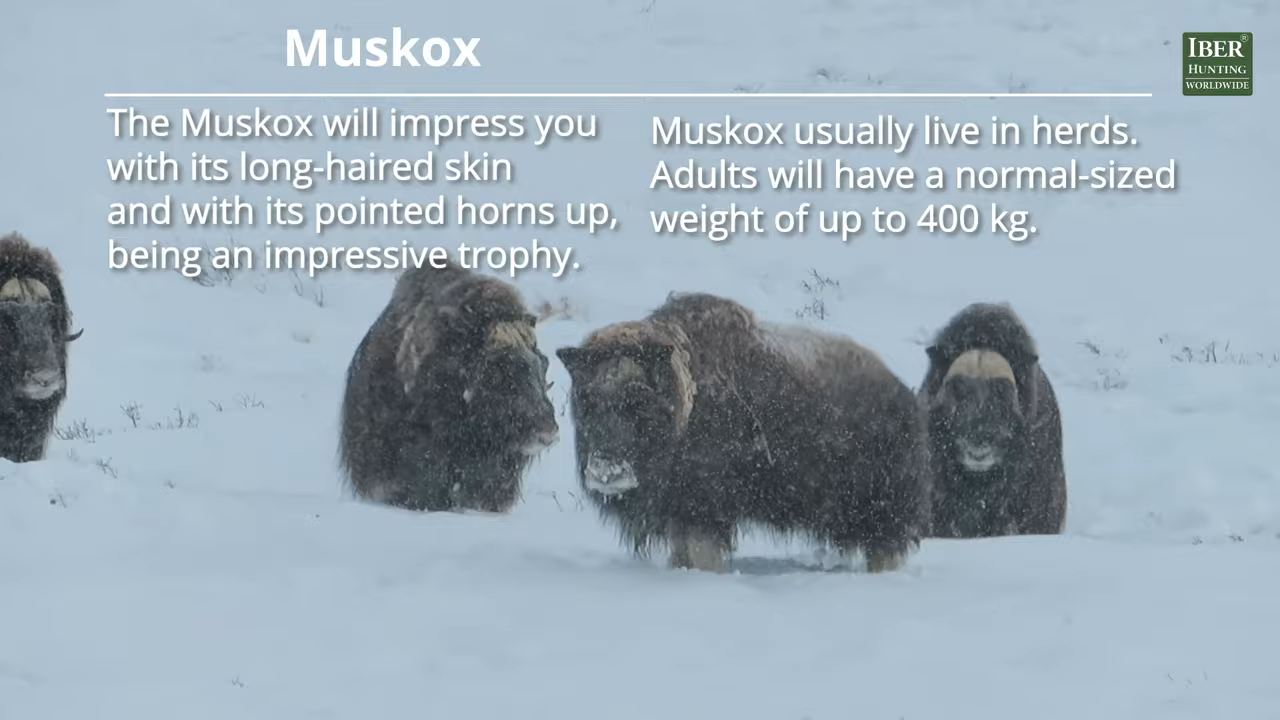 Muskox
The Muskox will impress you
with its long-haired skin
and with its pointed horns up,
being an impressive trophy.
Muskox usually live in herds.
Adults will have a normal-sized
weight of up to 400 kg.
IBER®
HUNTING
WORLDWIDE